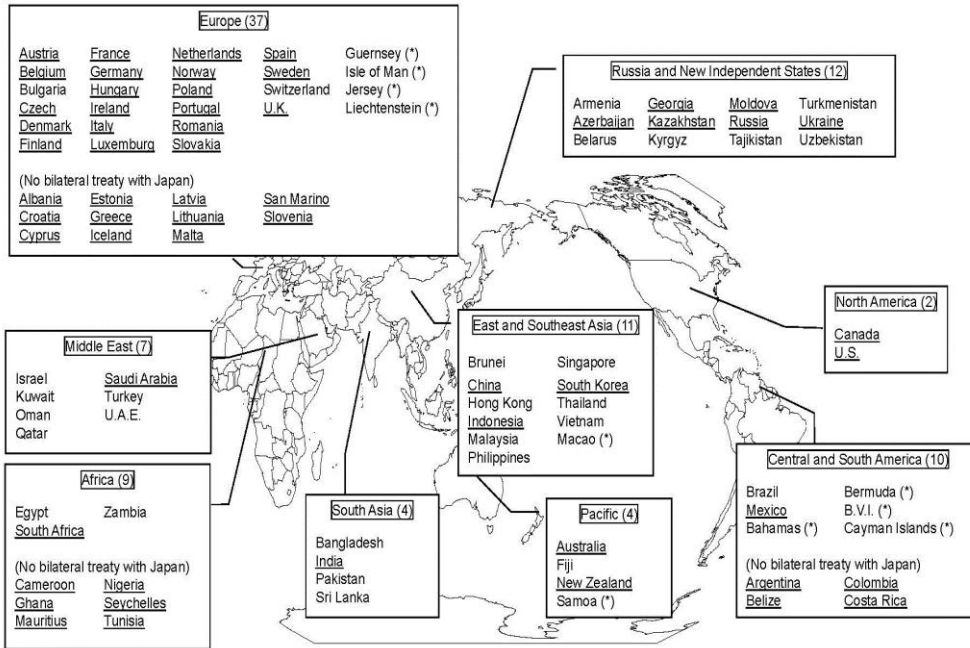 Europe (37)
Austria France Netherlands Spain Guernsey (*)
Belgium Germany Norway Sweden Isle of Man (*)
Bulgaria Hungary Poland Switzerland Jersey (*)
Czech Ireland Portugal U.K. Liechtenstein (*)
Denmark Italy Romania
Finland Luxemburg Slovakia
(No bilateral treaty with Japan)
Albania Estonia Latvia San Marino
Croatia Greece Lithuania Slovenia
Cyprus Iceland Malta
Russia and New Independent States (12)
Armenia Georgia Moldova Turkmenistan
Azerbaijan Kazakhstan Russia Ukraine
Belarus Kyrgyz Tajikistan Uzbekistan
North America (2)
Canada
U.S.
Middle East (7)
Israel Saudi Arabia
Kuwait Turkey
Oman U.A.E.
Qatar
East and Southeast Asia (11)
Brunei Singapore
China South Korea
Hong Kong Thailand
Indonesia Vietnam
Malaysia Macao (*)
Philippines
Africa (9)
Egypt Zambia
South Africa
(No bilateral treaty with Japan)
Cameroon Nigeria
Ghana Seychelles
Mauritius Tunisia
South Asia (4)
Bangladesh
India
Pakistan
Sri Lanka
Pacific (4)
Australia
Fiji
New Zealand
Samoa (*)
Central and South America (10)
Brazil Bermuda (*)
Mexico B.V.I. (*)
Bahamas (*) Cayman Islands (*)
(No bilateral treaty with Japan)
Argentina Colombia
Belize Costa Rica